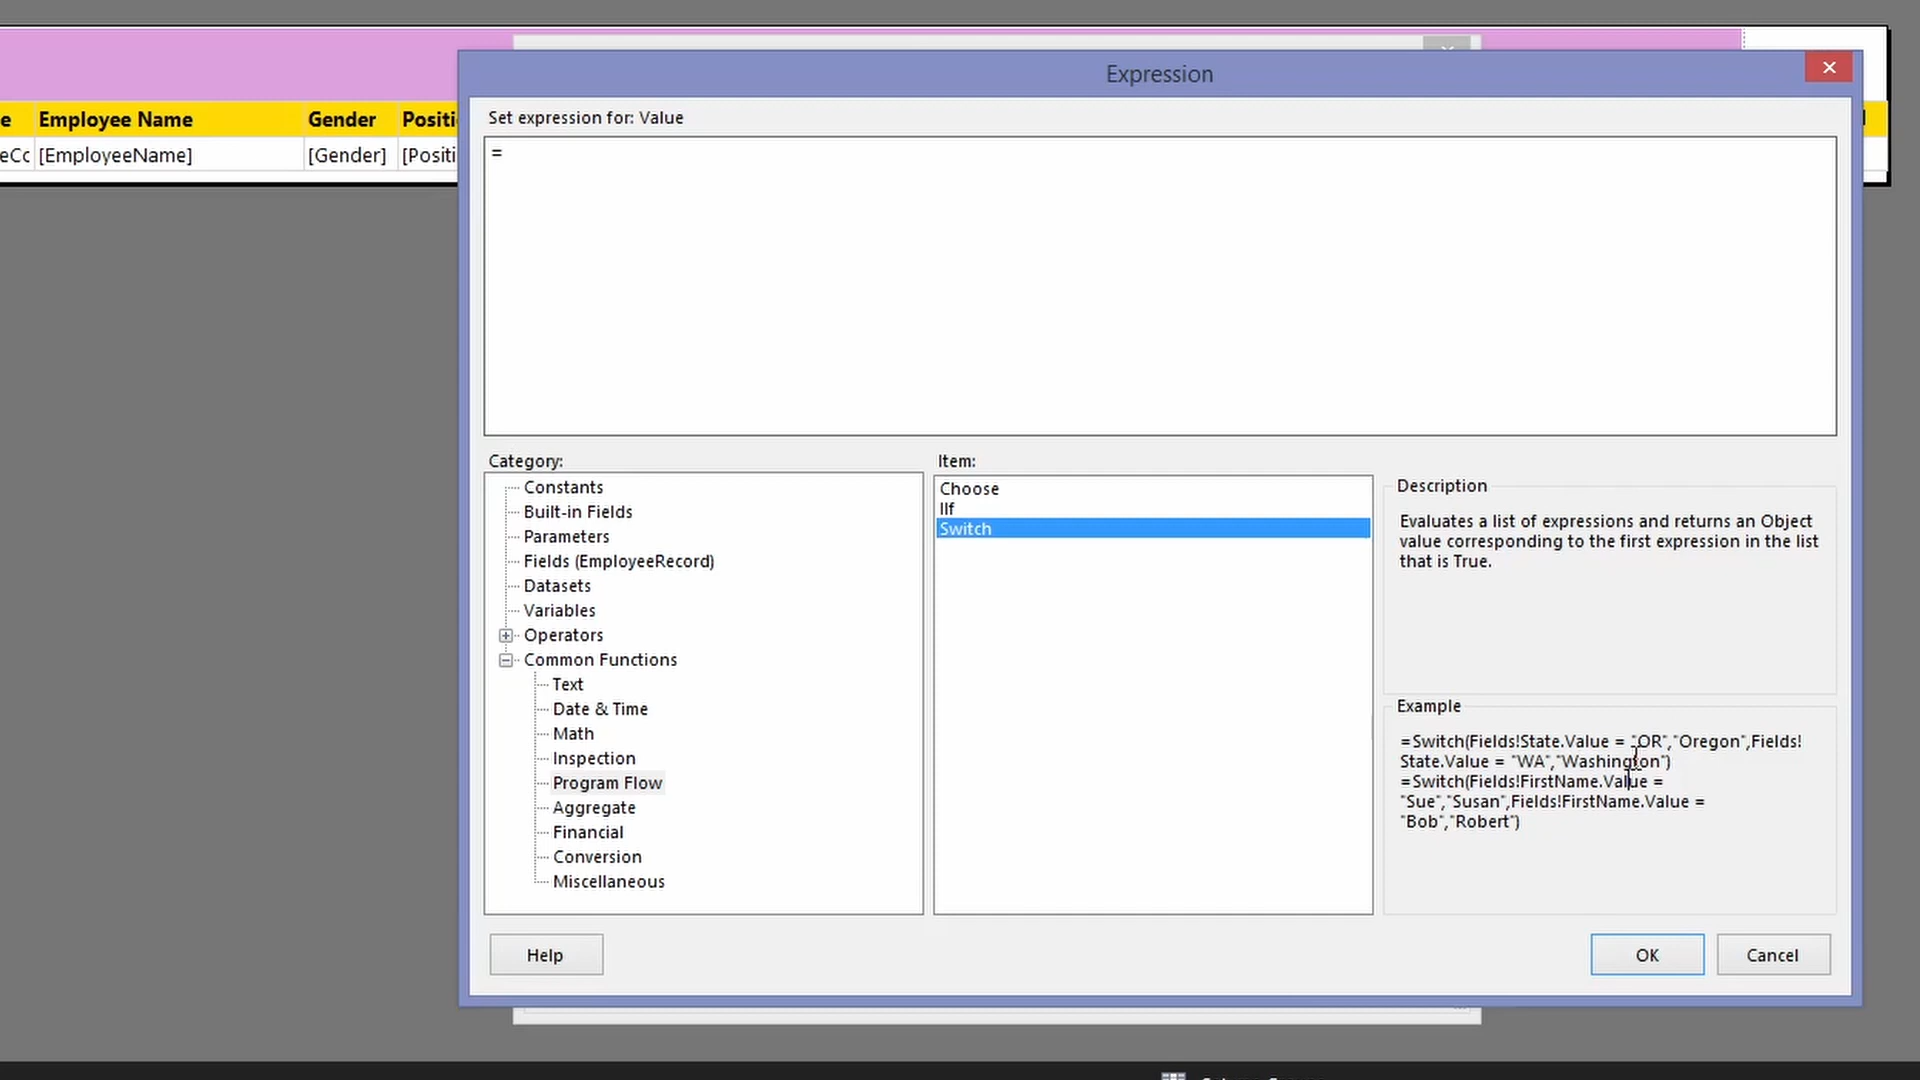 Expression
Set expression for: Value
=
e
Employee Name
Gender
Positi
eCc
[EmployeeName]
[Gender]
[Positi
Category:
Constants
Built-in Fields
Parameters
Fields (EmployeeRecord)
Datasets
Variables
Operators
Common Functions
Text
Date & Time
Math
Inspection
Program Flow
Aggregate
Financial
Conversion
Miscellaneous
Item:
Choose
IIf
Switch
Description
Evaluates a list of expressions and returns an Object
value corresponding to the first expression in the list
that is True.
Example
=Switch(Fields!State.Value = "OR","Oregon",Fields!
State.Value = "WA","Washington")
=Switch(Fields!FirstName.Value =
"Sue","Susan",Fields!FirstName.Value =
"Bob","Robert")
Help
OK
Cancel